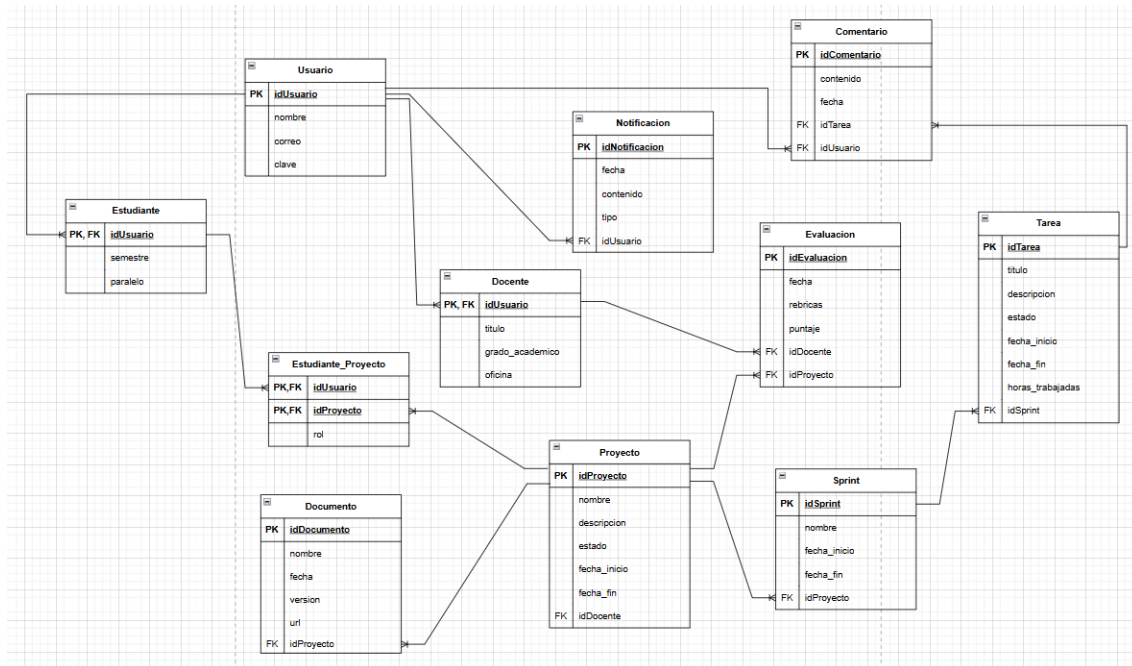 Comentario
PK idComentario
contenido
fecha
FK idTarea
FK idUsuario
Usuario
PK idUsuario
nombre
correo
clave
Notificacion
PK idNotificacion
fecha
contenido
tipo
FK idUsuario
Estudiante
PK, FK idUsuario
semestre
paralelo
Tarea
PK idTarea
titulo
descripcion
estado
fecha_inicio
fecha_fin
horas_trabajadas
FK idSprint
Evaluacion
PK idEvaluacion
fecha
rebricas
puntaje
FK idDocente
FK idProyecto
Docente
PK, FK idUsuario
titulo
grado_academico
oficina
Estudiante_Proyecto
PK,FK idUsuario
PK,FK idProyecto
rol
Proyecto
PK idProyecto
nombre
descripcion
estado
fecha_inicio
fecha_fin
FK idDocente
Sprint
PK idSprint
nombre
fecha_inicio
fecha_fin
FK idProyecto
Documento
PK idDocumento
nombre
fecha
version
url
FK idProyecto